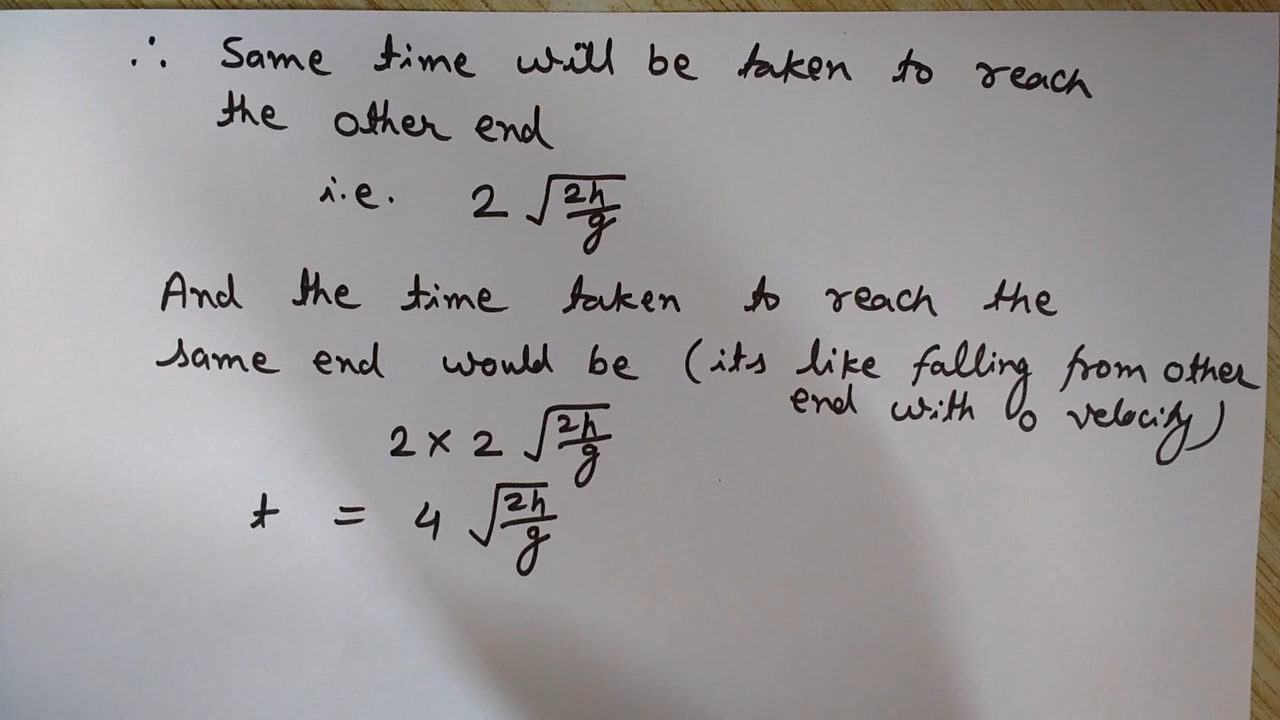 ∴ Same time will be taken to reach
the other end
i.e. 2 √(2h/g)
And the time taken to reach the
same end would be (its like falling from other
end with 0 velocity)
2 × 2 √(2h/g)
t = 4 √(2h/g)